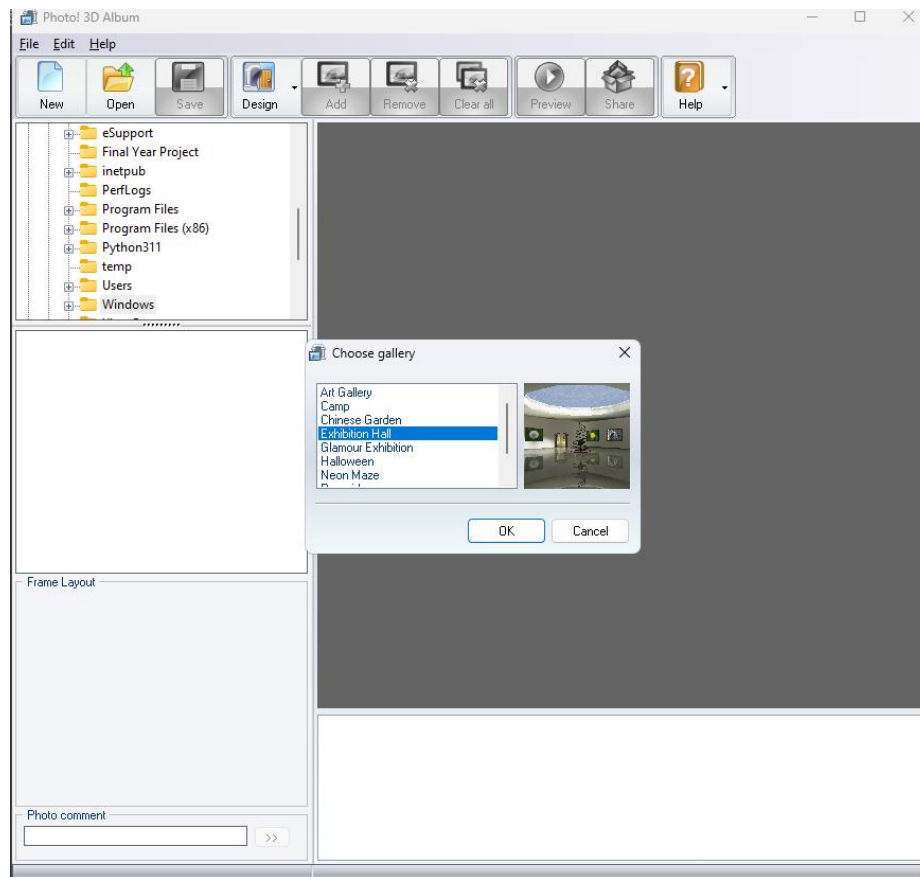 Photo! 3D Album
File Edit Help
New Open Save Design Add Remove Clear all Preview Share Help
eSupport
Final Year Project
inetpub
PerfLogs
Program Files
Program Files (x86)
Python311
temp
Users
Windows
Choose gallery
Art Gallery
Camp
Chinese Garden
Exhibition Hall
Glamour Exhibition
Halloween
Neon Maze
OK Cancel
Frame Layout
Photo comment
>>